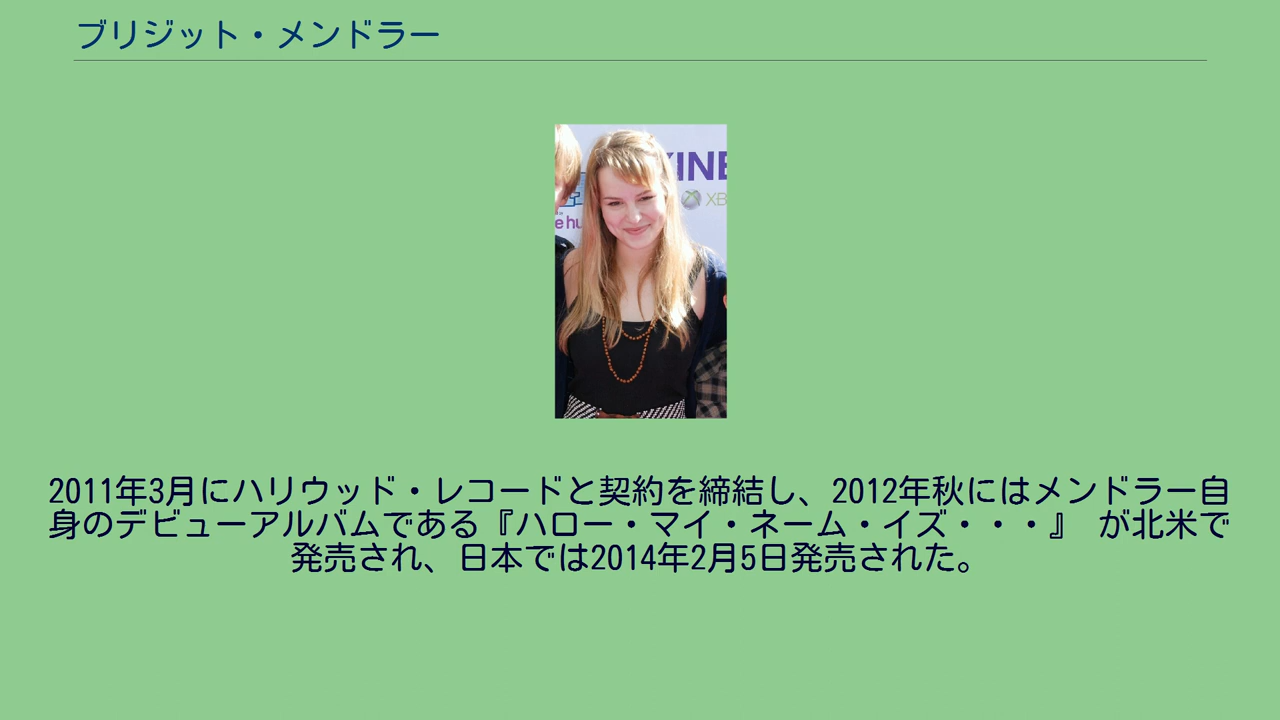 ブリジット・メンドラー
KINE
XB
e hu
2011年3月にハリウッド・レコードと契約を締結し、2012年秋にはメンドラー自
身のデビューアルバムである『ハロー・マイ・ネーム・イズ・・・』 が北米で
発売され、日本では2014年2月5日発売された。